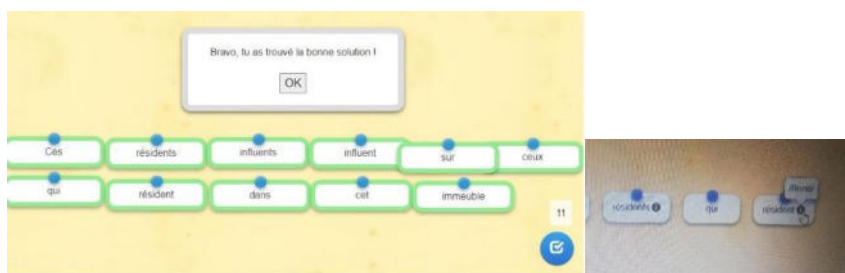 Bravo, tu as trouvé la bonne solution !
OK
Ces résidents influents influent sur ceux
qui résident dans cet immeuble
11
résidents qui résident